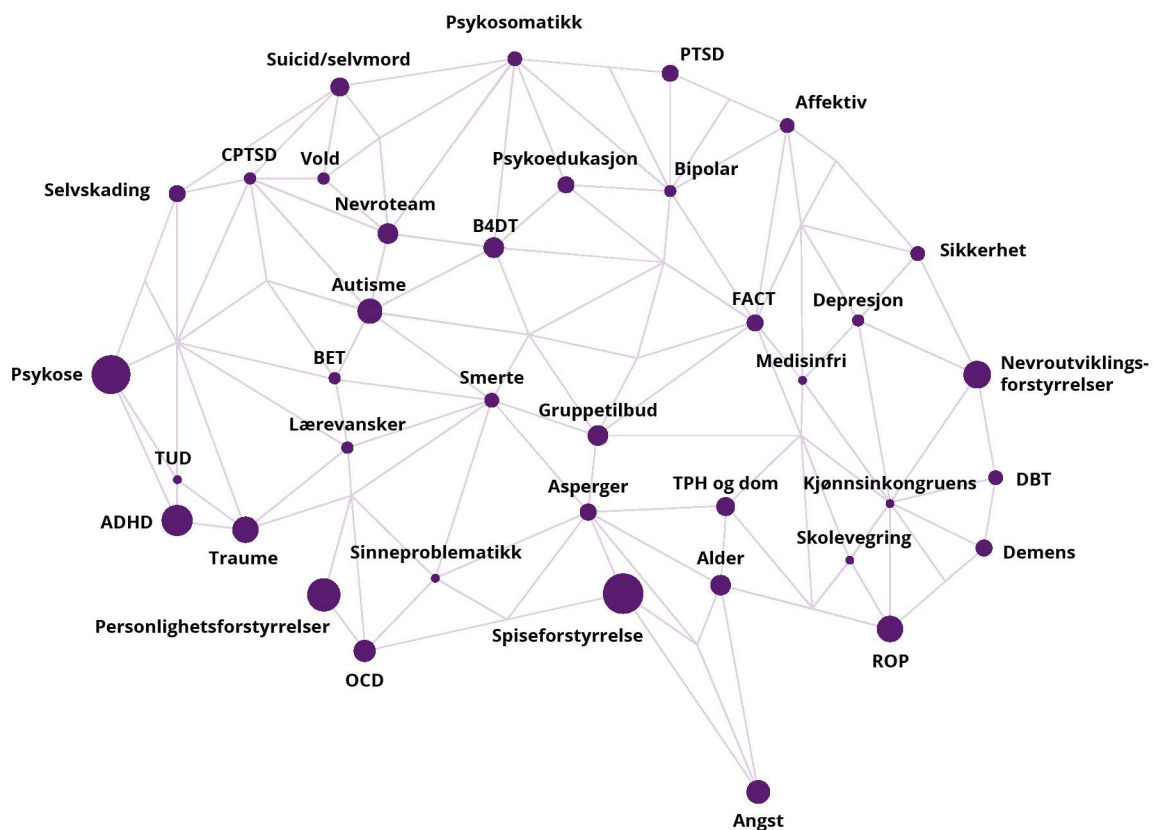 Psykosomatikk
Suicid/selvmord
PTSD
Affektiv
CPTSD
Vold
Psykoedukasjon
Bipolar
Selvskading
Nevroteam
B4DT
Sikkerhet
Autisme
FACT
Depresjon
BET
Medisinfri
Psykose
Smerte
Nevroutviklings-
forstyrrelser
Gruppetilbud
Lærevansker
TUD
Asperger
TPH og dom
Kjønnsinkongruens
DBT
ADHD
Traume
Sinneproblematikk
Skolevegring
Demens
Alder
Personlighetsforstyrrelser
Spiseforstyrrelse
OCD
ROP
Angst